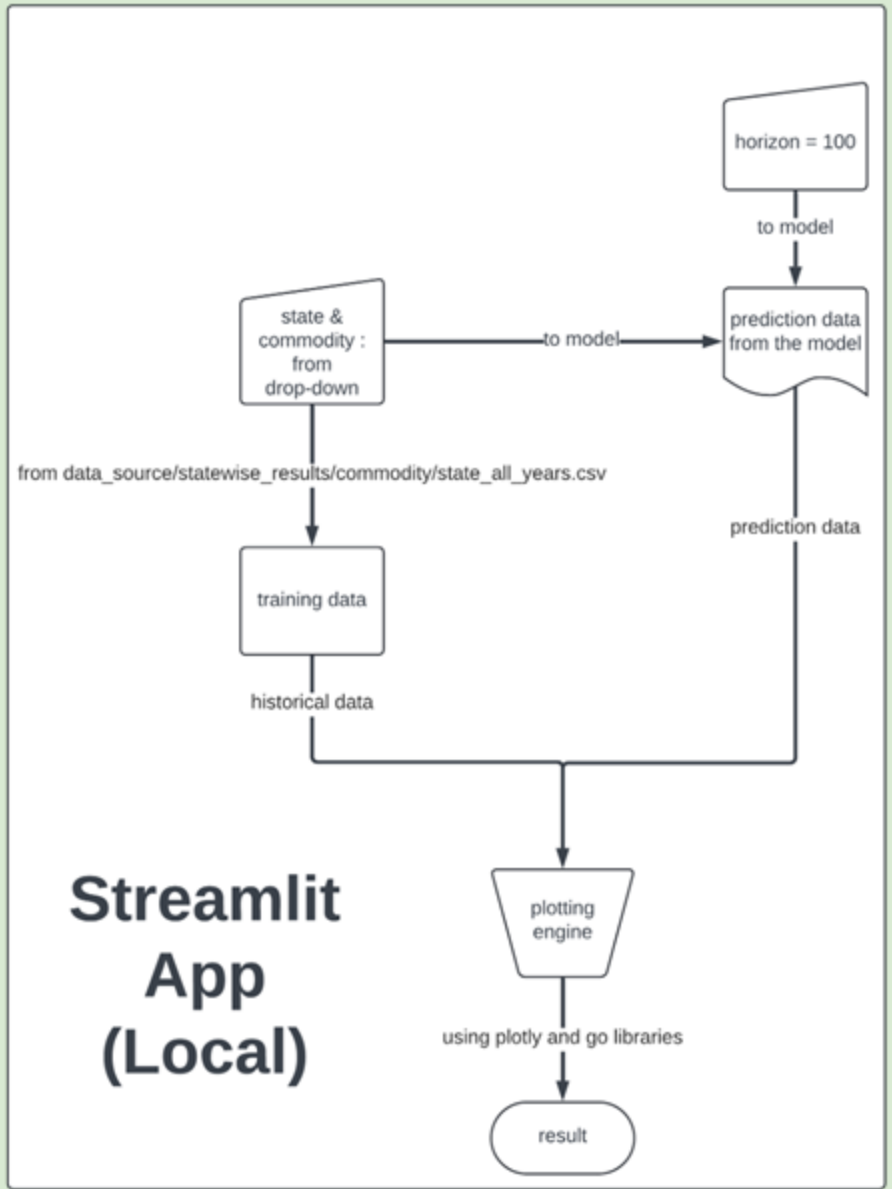 horizon = 100
to model
state &
commodity :
from
drop-down
to model
prediction data
from the model
from data_source/statewise_results/commodity/state_all_years.csv
prediction data
training data
historical data
Streamlit
App
(Local)
plotting
engine
using plotly and go libraries
result